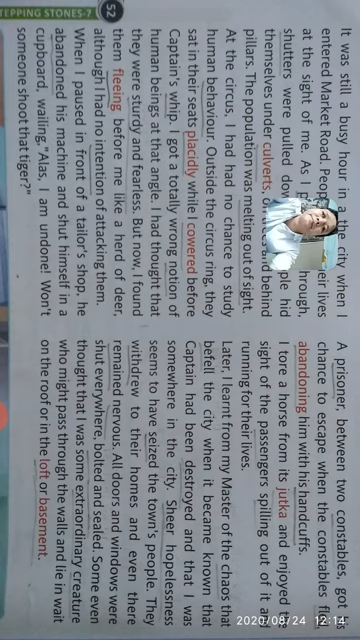 It was still a busy hour in the city when I
entered Market Road. Peop eir lives
at the sight of me. As I hrough,
shutters were pulled dow ple hid
themselves under culverts, and behind
pillars. The population was melting out of sight.
At the circus, I had had no chance to study
human behaviour. Outside the circus ring, they
sat in their seats placidly while I cowered before
Captain's whip. I got a totally wrong notion of
human beings at that angle. I had thought that
they were sturdy and fearless. But now, I found
them fleeing before me like a herd of deer,
although I had no intention of attacking them.
When I paused in front of a tailor's shop, he
abandoned his machine and shut himself in a
cupboard, wailing, "Alas, I am undone! Won't
someone shoot that tiger?"
A prisoner, between two constables, got his
chance to escape when the constables fl
abandoning him with his handcuffs.
I tore a horse from its jutka and enjoyed t
sight of the passengers spilling out of it a
running for their lives.
Later, I learnt from my Master of the chaos that
befell the city when it became known that
Captain had been destroyed and that I was
somewhere in the city. Sheer hopelessness
seems to have seized the town's people. They
withdrew to their homes and even there
remained nervous. All doors and windows were
shut everywhere, bolted and sealed. Some even
thought that I was some extraordinary creature
who might pass through the walls and lie in wait
on the roof or in the loft or basement.
52
TEPPING STONES-7
2020/08/24 12:14